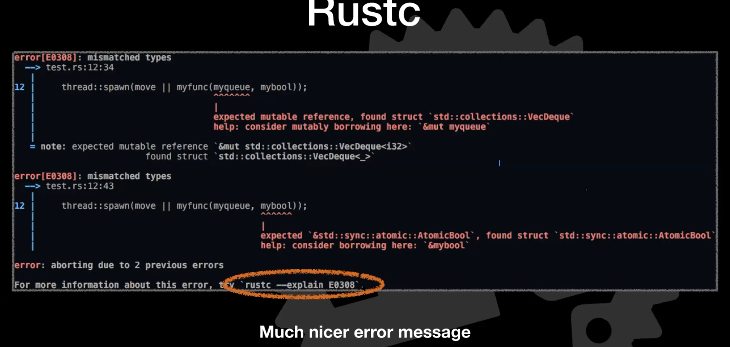 Rustc
error[E0308]: mismatched types
--> test.rs:12:34
|
12 | thread::spawn(move || myfunc(myqueue, mybool));
| ^^^^^^^
| |
| expected mutable reference, found struct `std::collections::VecDeque`
| help: consider mutably borrowing here: `&mut myqueue`
|
= note: expected mutable reference `&mut std::collections::VecDeque<i32>`
found struct `std::collections::VecDeque<_>`
error[E0308]: mismatched types
--> test.rs:12:43
|
12 | thread::spawn(move || myfunc(myqueue, mybool));
| ^^^^^^
| |
| expected `&std::sync::atomic::AtomicBool`, found struct `std::sync::atomic::AtomicBool`
| help: consider borrowing here: `&mybool`
error: aborting due to 2 previous errors
For more information about this error, try `rustc --explain E0308`.
Much nicer error message